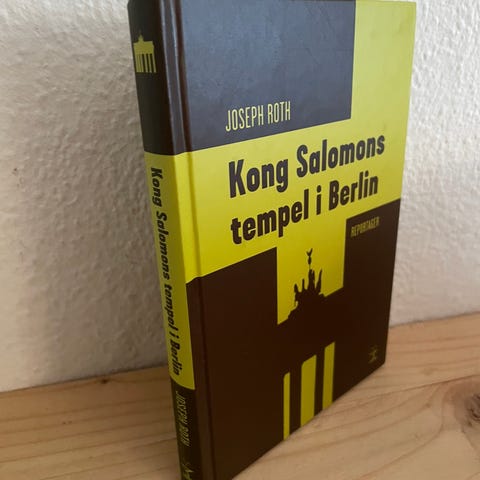 JOSEPH ROTH
Kong Salomons
tempel i Berlin
REPORTAGER
Kong Salomons tempel i Berlin
JOSEPH ROTH